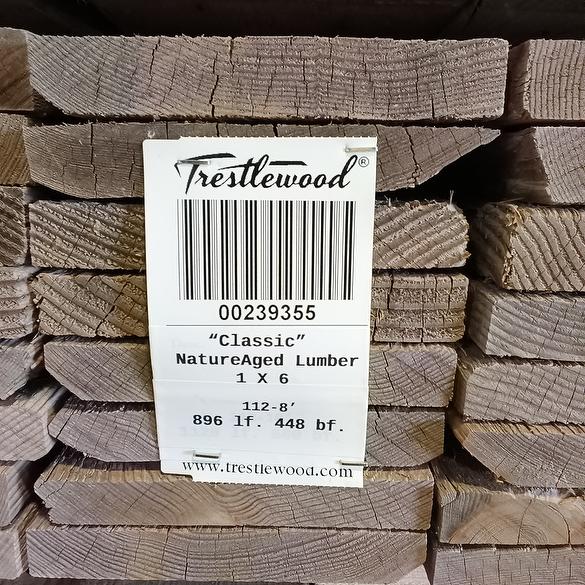 Trestlewood®
00239355
“Classic”
NatureAged Lumber
1 X 6
112-8’
896 lf. 448 bf.
www.trestlewood.com